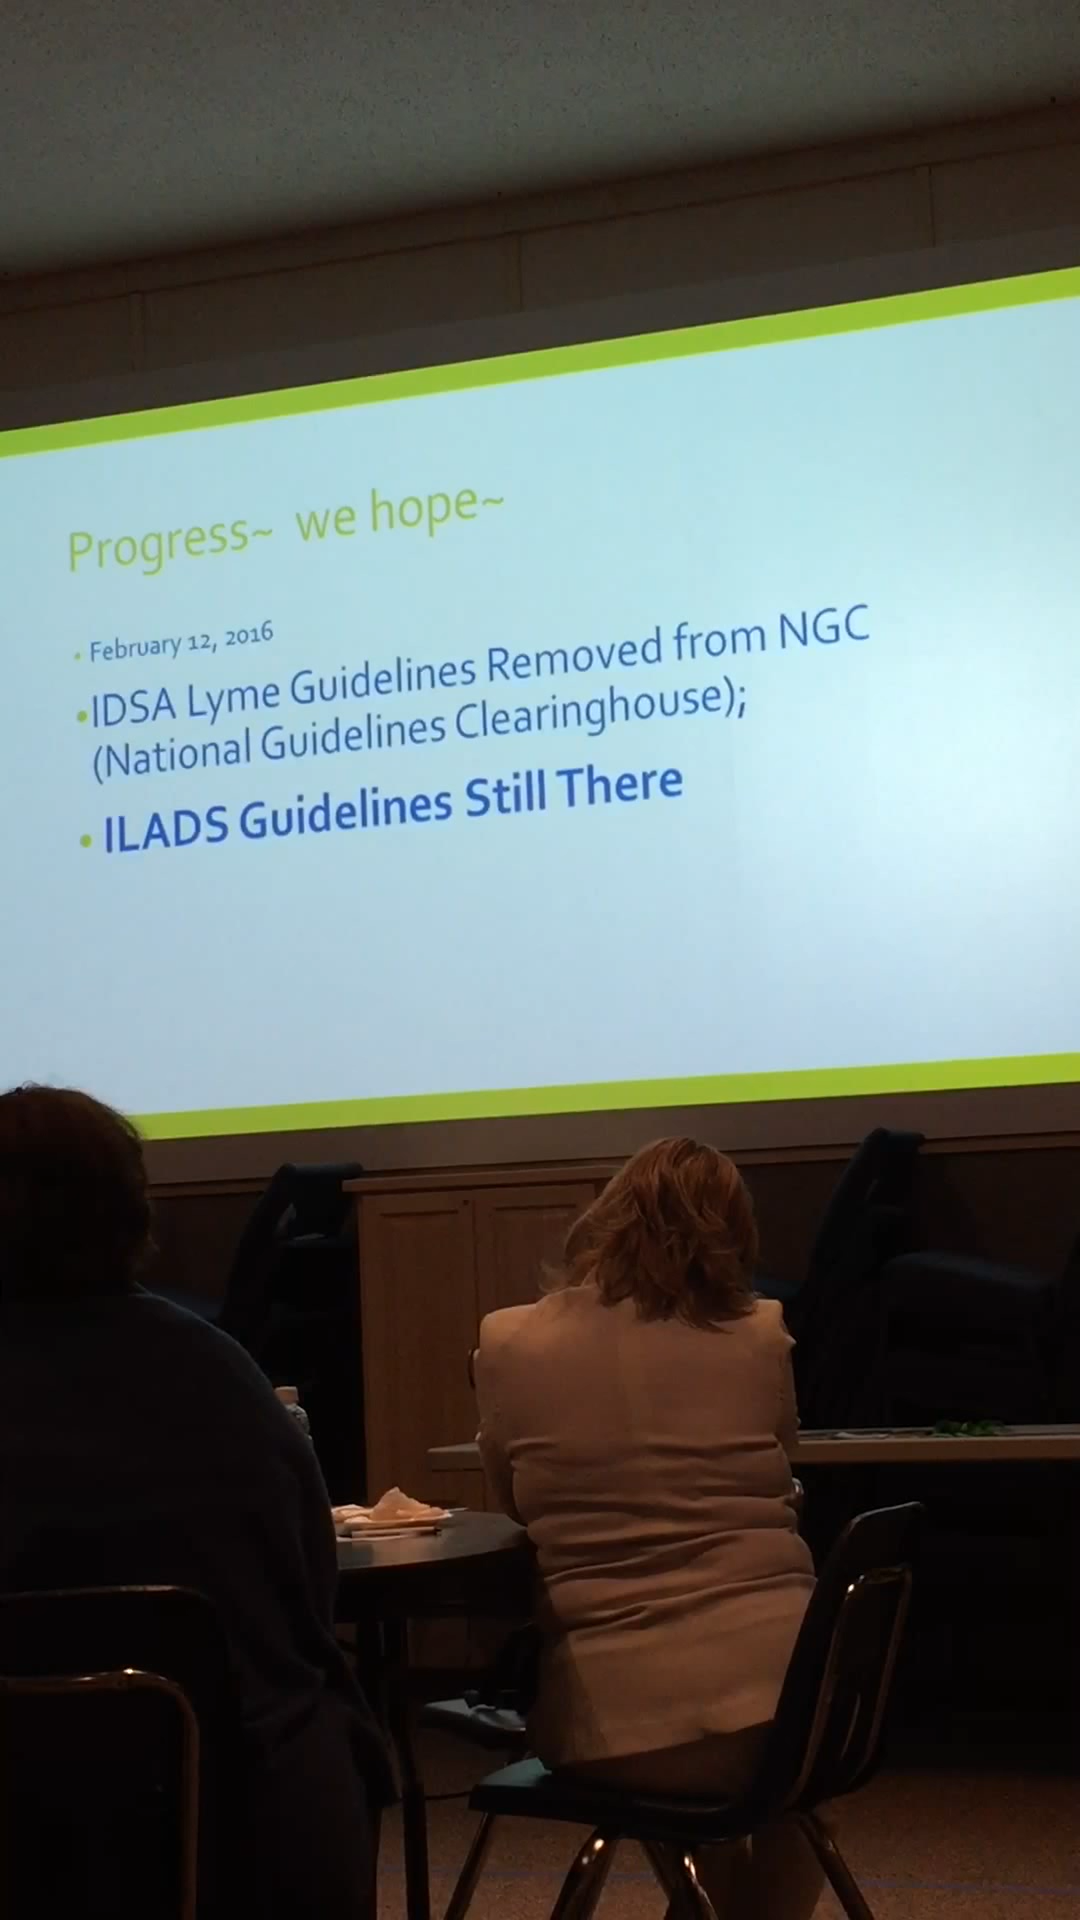 Progress~ we hope~
• February 12, 2016
•IDSA Lyme Guidelines Removed from NGC
(National Guidelines Clearinghouse);
• ILADS Guidelines Still There